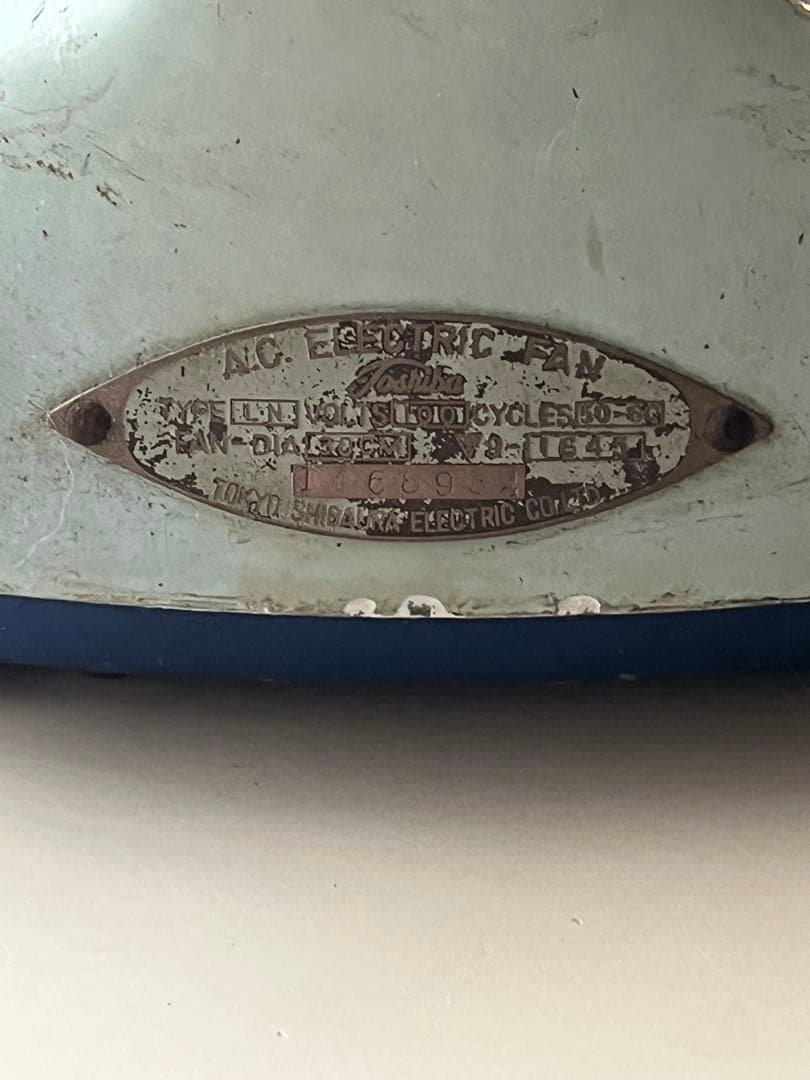 A.C. ELECTRIC FAN
Toshiba
TYPE L.N. VOLTS 100 CYCLES 50-60
FAN-DIA 30CM
TOKYO SHIBAURA ELECTRIC CO. LTD.